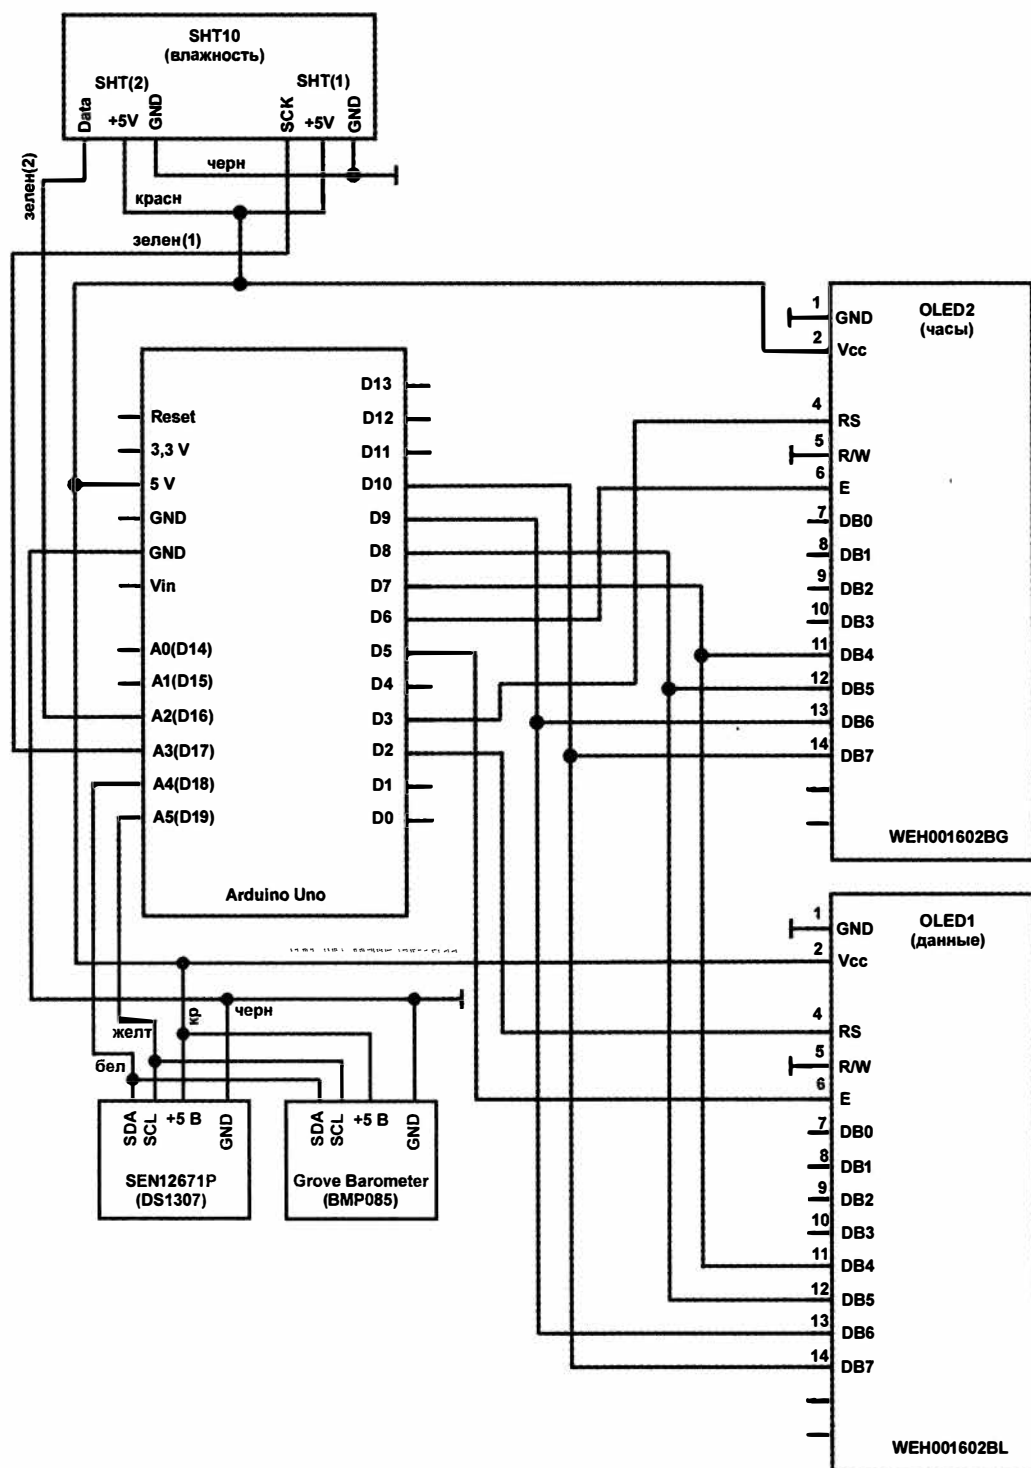 SHT10
(влажность)
SHT(2)
SHT(1)
Data
+5V
GND
SCK
+5V
GND
черн
красн
зелен(2)
зелен(1)
Reset
3,3 V
5 V
GND
GND
Vin
A0(D14)
A1(D15)
A2(D16)
A3(D17)
A4(D18)
A5(D19)
D13
D12
D11
D10
D9
D8
D7
D6
D5
D4
D3
D2
D1
D0
Arduino Uno
OLED2
(часы)
1 GND
2 Vcc
4 RS
5 R/W
6 E
7 DB0
8 DB1
9 DB2
10 DB3
11 DB4
12 DB5
13 DB6
14 DB7
WEH001602BG
OLED1
(данные)
1 GND
2 Vcc
4 RS
5 R/W
6 E
7 DB0
8 DB1
9 DB2
10 DB3
11 DB4
12 DB5
13 DB6
14 DB7
WEH001602BL
кр
черн
желт
бел
SDA
SCL
+5 В
GND
SEN12671P
(DS1307)
SDA
SCL
+5 В
GND
Grove Barometer
(BMP085)